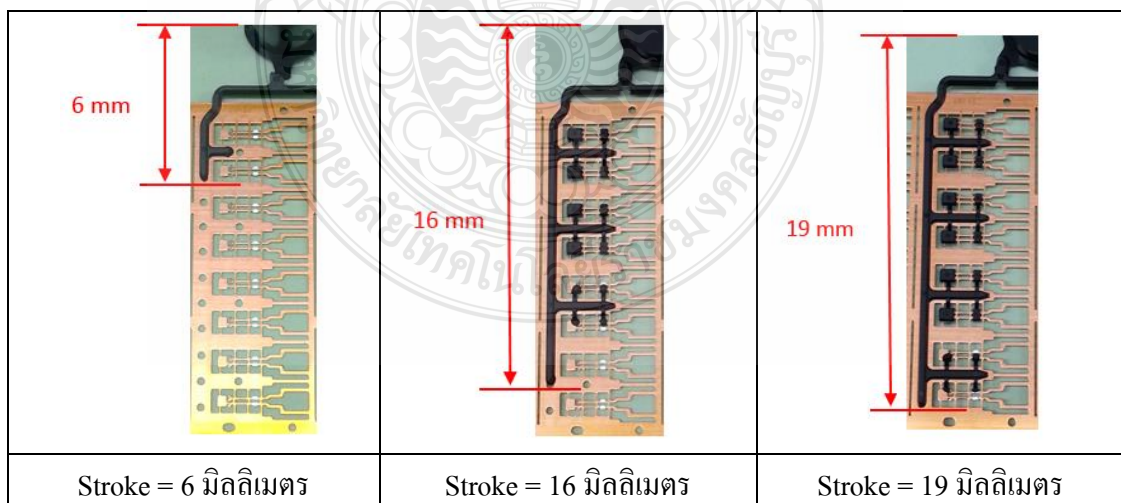 6 mm
16 mm
19 mm
Stroke = 6 มิลลิเมตร
Stroke = 16 มิลลิเมตร
Stroke = 19 มิลลิเมตร